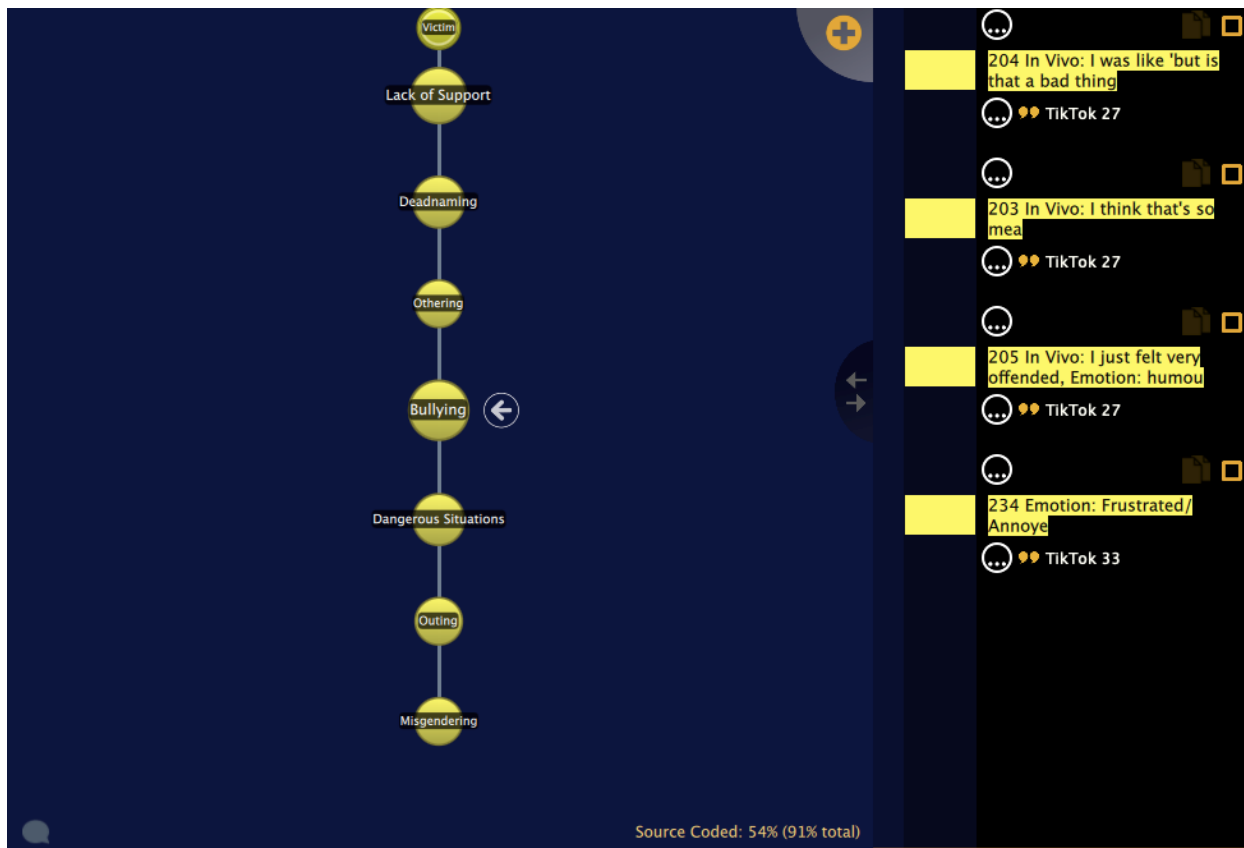 Victim
Lack of Support
Deadnaming
Othering
Bullying
Dangerous Situations
Outing
Misgendering
Source Coded: 54% (91% total)
204 In Vivo: I was like 'but is
that a bad thing
TikTok 27
203 In Vivo: I think that's so
mea
TikTok 27
205 In Vivo: I just felt very
offended, Emotion: humou
TikTok 27
234 Emotion: Frustrated/
Annoye
TikTok 33